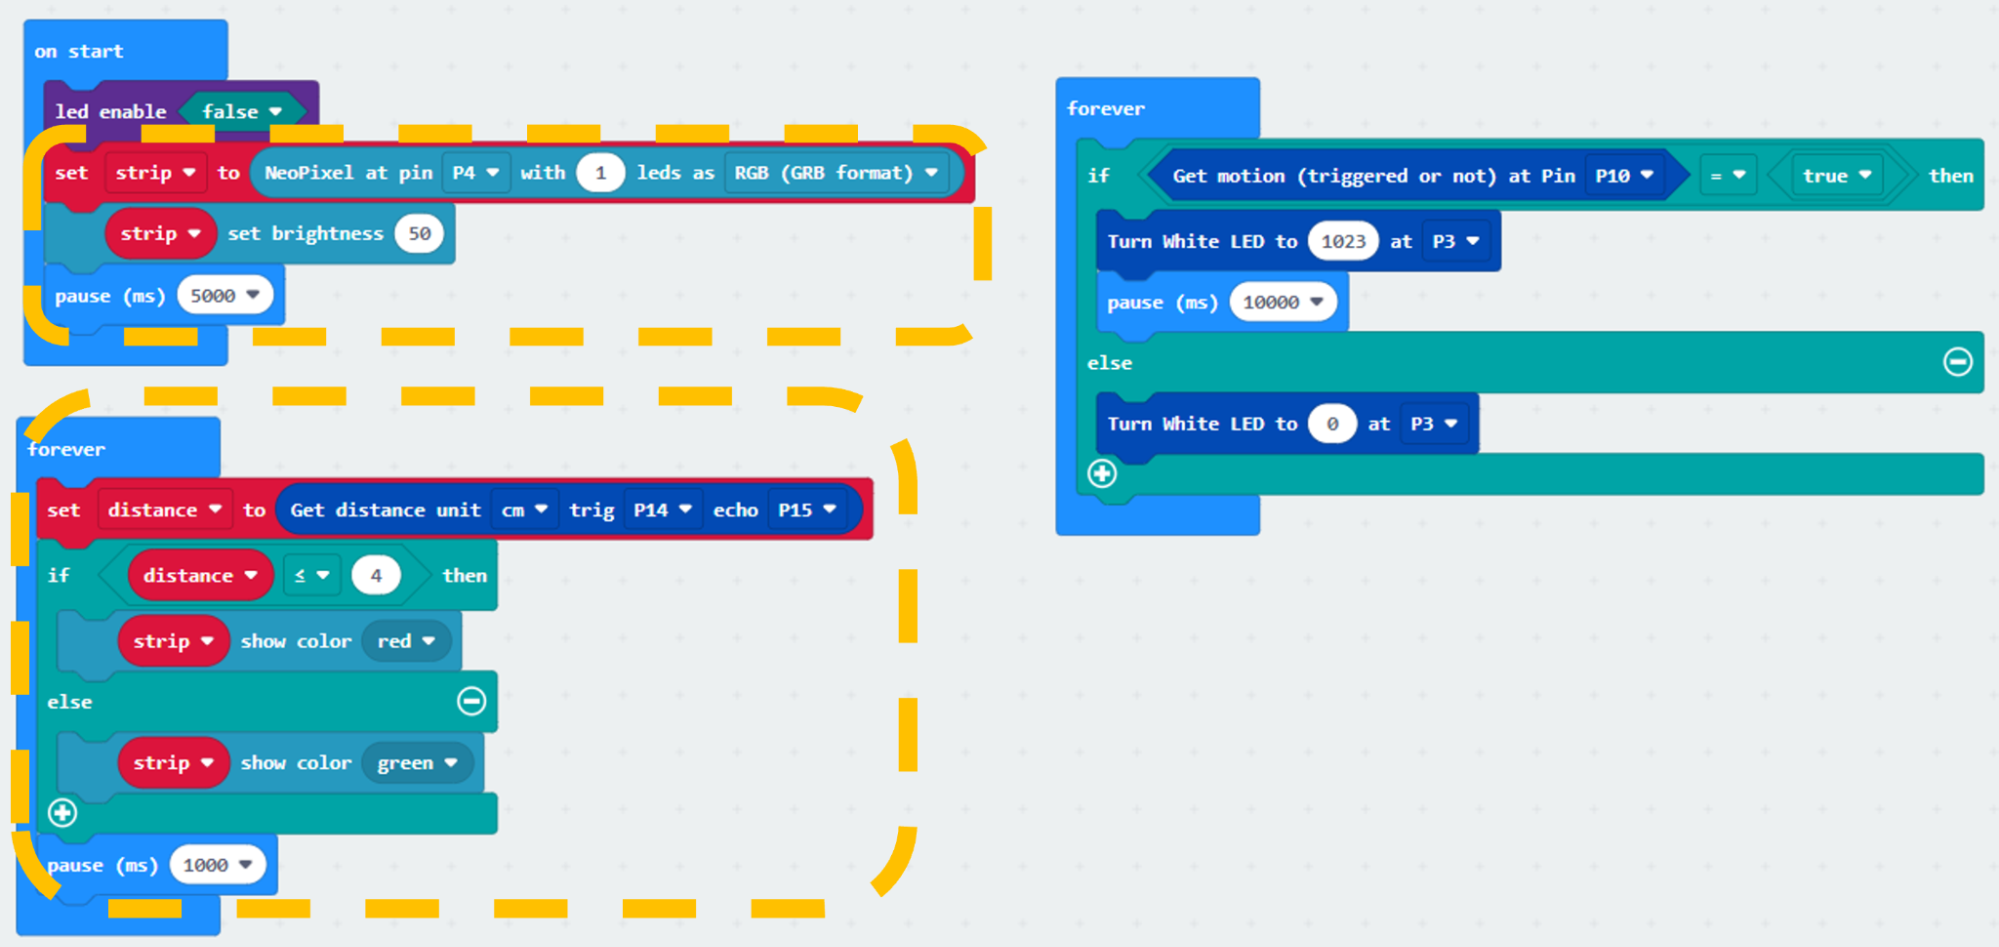 on start
led enable false
set strip to NeoPixel at pin P4 with 1 leds as RGB (GRB format)
strip set brightness 50
pause (ms) 5000
forever
set distance to Get distance unit cm trig P14 echo P15
if distance ≤ 4 then
strip show color red
else
strip show color green
pause (ms) 1000
forever
if Get motion (triggered or not) at Pin P10 = true then
Turn White LED to 1023 at P3
pause (ms) 10000
else
Turn White LED to 0 at P3